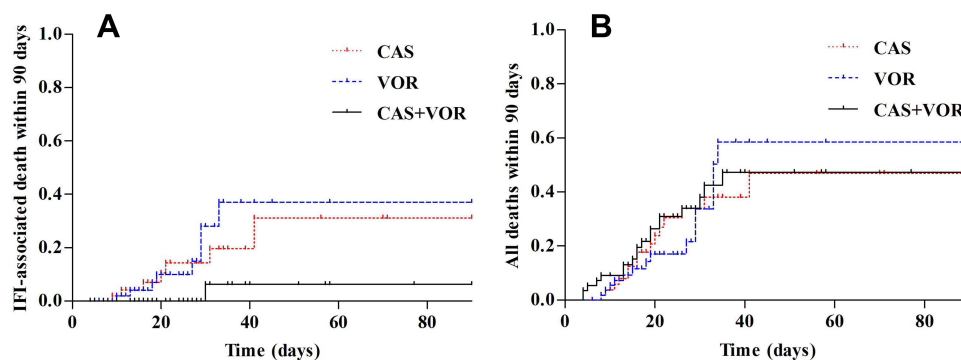 A
IFI-associated death within 90 days
1.0
0.8
0.6
0.4
0.2
0.0
CAS
VOR
CAS+VOR
0 20 40 60 80
Time (days)
B
All deaths within 90 days
1.0
0.8
0.6
0.4
0.2
0.0
CAS
VOR
CAS+VOR
0 20 40 60 80
Time (days)